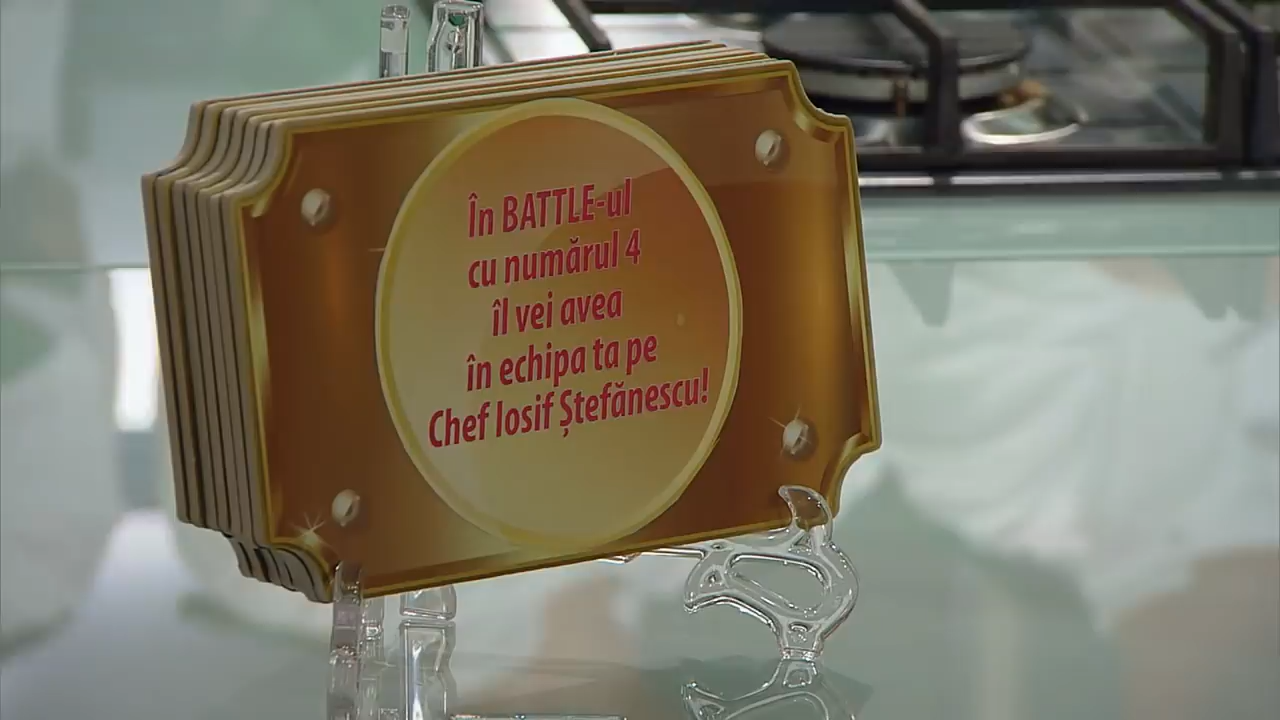 În BATTLE-ul
cu numărul 4
îl vei avea
în echipa ta pe
Chef Iosif Ștefănescu!